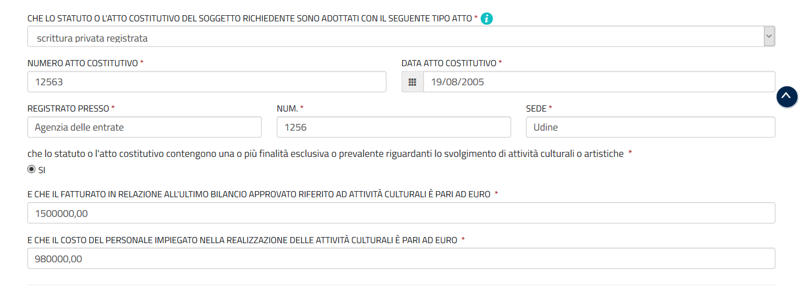 CHE LO STATUTO O L'ATTO COSTITUTIVO DEL SOGGETTO RICHIEDENTE SONO ADOTTATI CON IL SEGUENTE TIPO ATTO * i
scrittura privata registrata
NUMERO ATTO COSTITUTIVO * DATA ATTO COSTITUTIVO *
12563 19/08/2005
REGISTRATO PRESSO * NUM. * SEDE *
Agenzia delle entrate 1256 Udine
che lo statuto o l'atto costitutivo contengono una o più finalità esclusiva o prevalente riguardanti lo svolgimento di attività culturali o artistiche *
SI
E CHE IL FATTURATO IN RELAZIONE ALL'ULTIMO BILANCIO APPROVATO RIFERITO AD ATTIVITÀ CULTURALI È PARI AD EURO *
1500000,00
E CHE IL COSTO DEL PERSONALE IMPIEGATO NELLA REALIZZAZIONE DELLE ATTIVITÀ CULTURALI È PARI AD EURO *
980000,00